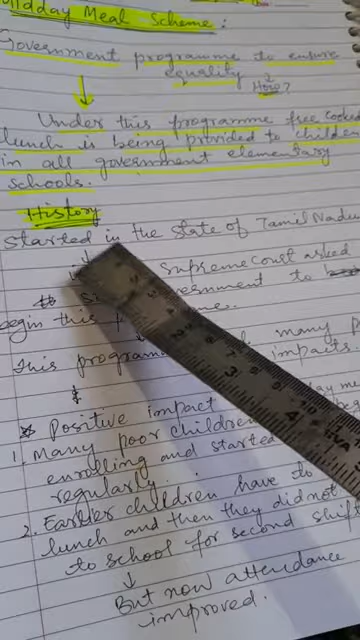 Midday Meal Scheme :
Government programme to ensure
equality
How?
Under this programme free cooked
lunch is being provided to children
in all government elementary
schools.
History
Started in the state of Tamil Nadu
Supreme Court asked
government to
begin this
This many
impacts
Positive impact
1. Many poor children
enrolling and started
regularly.
2. Earlier children have to
lunch and then they did not
to school for second shift
But now attendance
improved.